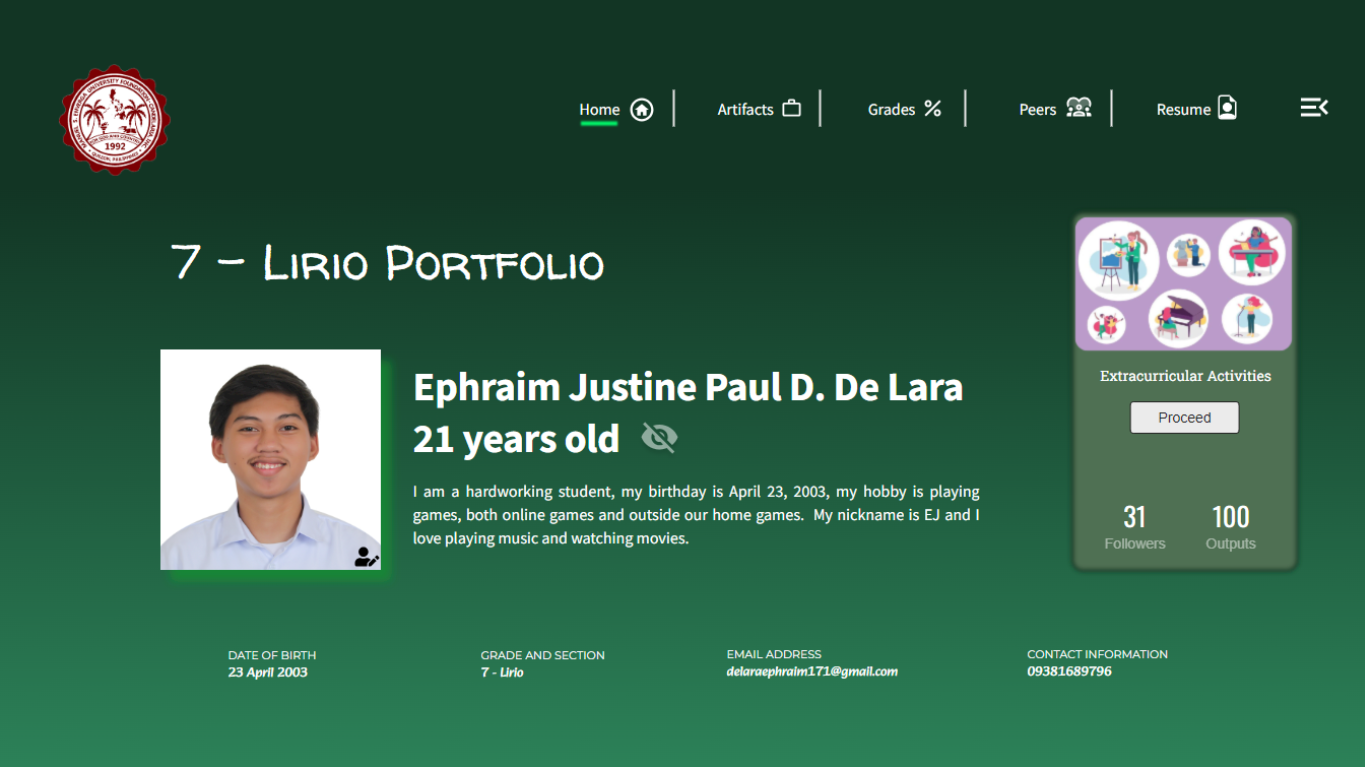 1992
Home
Artifacts
Grades
Peers
Resume
7 - Lirio Portfolio
Ephraim Justine Paul D. De Lara
21 years old
I am a hardworking student, my birthday is April 23, 2003, my hobby is playing
games, both online games and outside our home games. My nickname is EJ and I
love playing music and watching movies.
Extracurricular Activities
Proceed
31
Followers
100
Outputs
DATE OF BIRTH
23 April 2003
GRADE AND SECTION
7 - Lirio
EMAIL ADDRESS
delaraephraim171@gmail.com
CONTACT INFORMATION
09381689796